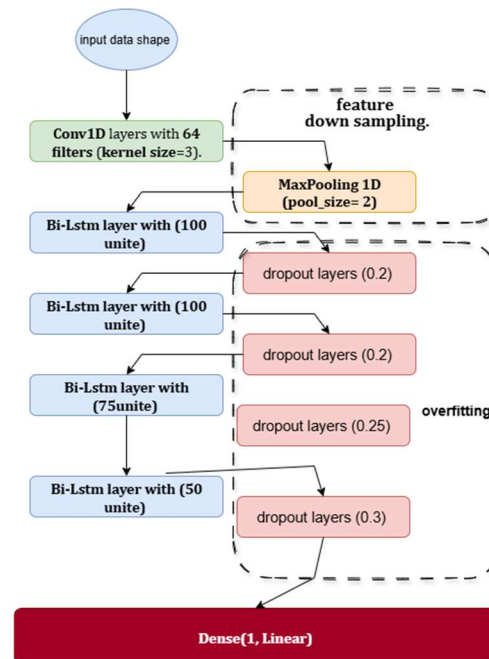 input data shape
feature
down sampling.
Conv1D layers with 64
filters (kernel size=3).
MaxPooling 1D
(pool_size= 2)
Bi-Lstm layer with (100
unite)
dropout layers (0.2)
Bi-Lstm layer with (100
unite)
dropout layers (0.2)
Bi-Lstm layer with
(75unite)
dropout layers (0.25)
overfitting
Bi-Lstm layer with (50
unite)
dropout layers (0.3)
Dense(1, Linear)